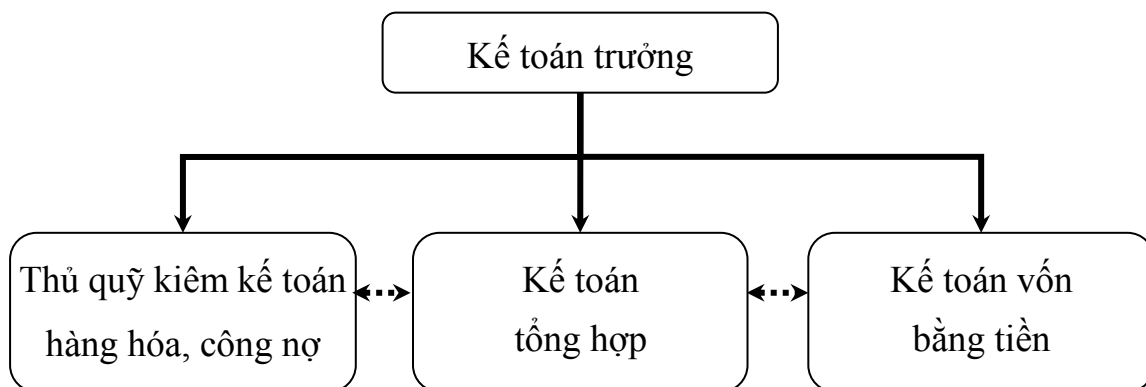 Kế toán trưởng
Thủ quỹ kiêm kế toán
hàng hóa, công nợ
Kế toán
tổng hợp
Kế toán vốn
bằng tiền